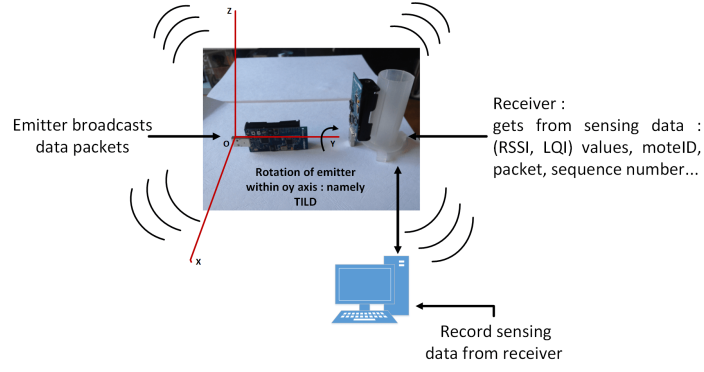 Z
Emitter broadcasts
data packets
O
Y
Rotation of emitter
within oy axis : namely
TILD
X
Receiver :
gets from sensing data :
(RSSI, LQI) values, moteID,
packet, sequence number...
Record sensing
data from receiver